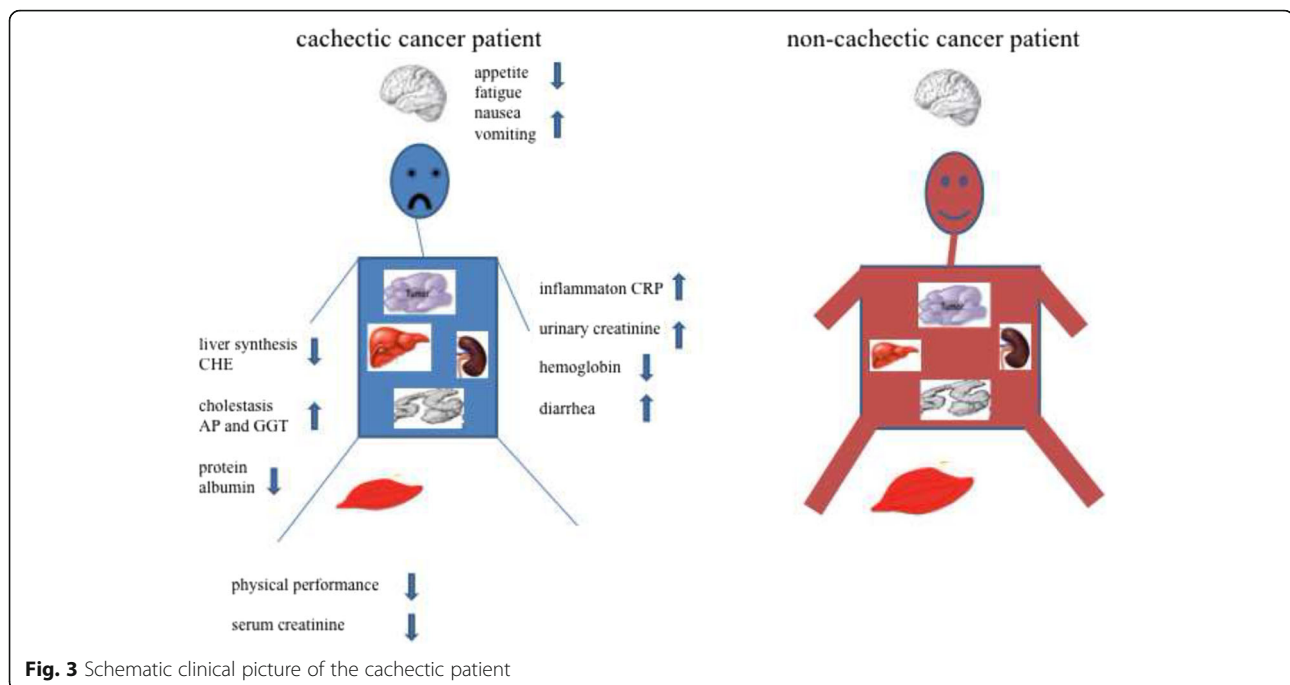 cachectic cancer patient
appetite
fatigue
nausea
vomiting
Tumor
inflammaton CRP
urinary creatinine
hemoglobin
diarrhea
liver synthesis
CHE
cholestasis
AP and GGT
protein
albumin
physical performance
serum creatinine
non-cachectic cancer patient
Tumor
Fig. 3 Schematic clinical picture of the cachectic patient